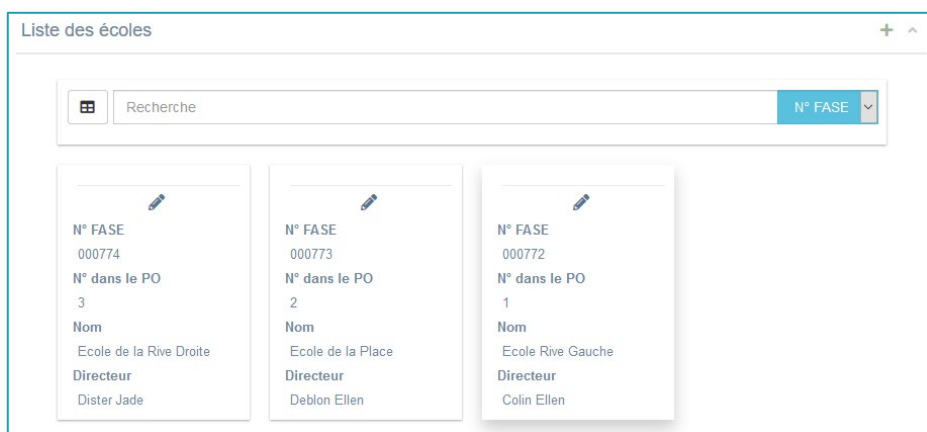 Liste des écoles
Recherche
N° FASE
N° FASE
000774
N° dans le PO
3
Nom
Ecole de la Rive Droite
Directeur
Dister Jade
N° FASE
000773
N° dans le PO
2
Nom
Ecole de la Place
Directeur
Deblon Ellen
N° FASE
000772
N° dans le PO
1
Nom
Ecole Rive Gauche
Directeur
Colin Ellen